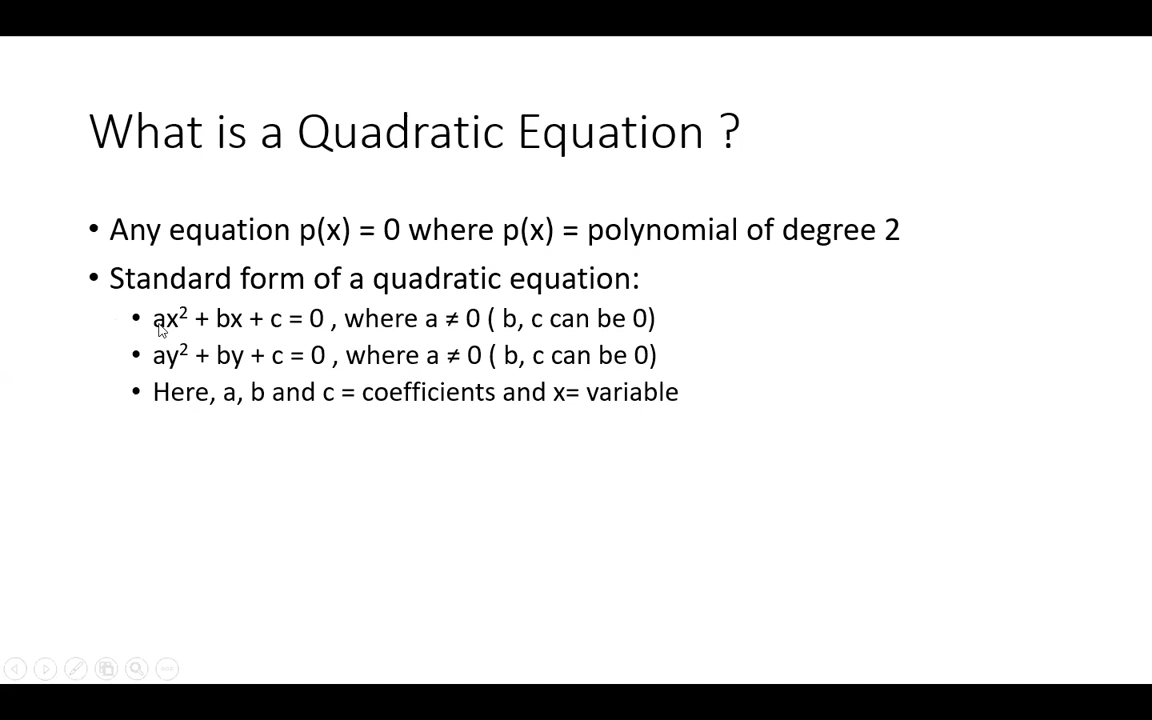 What is a Quadratic Equation ?
• Any equation p(x) = 0 where p(x) = polynomial of degree 2
• Standard form of a quadratic equation:
• ax² + bx + c = 0 , where a ≠ 0 ( b, c can be 0)
• ay² + by + c = 0 , where a ≠ 0 ( b, c can be 0)
• Here, a, b and c = coefficients and x= variable